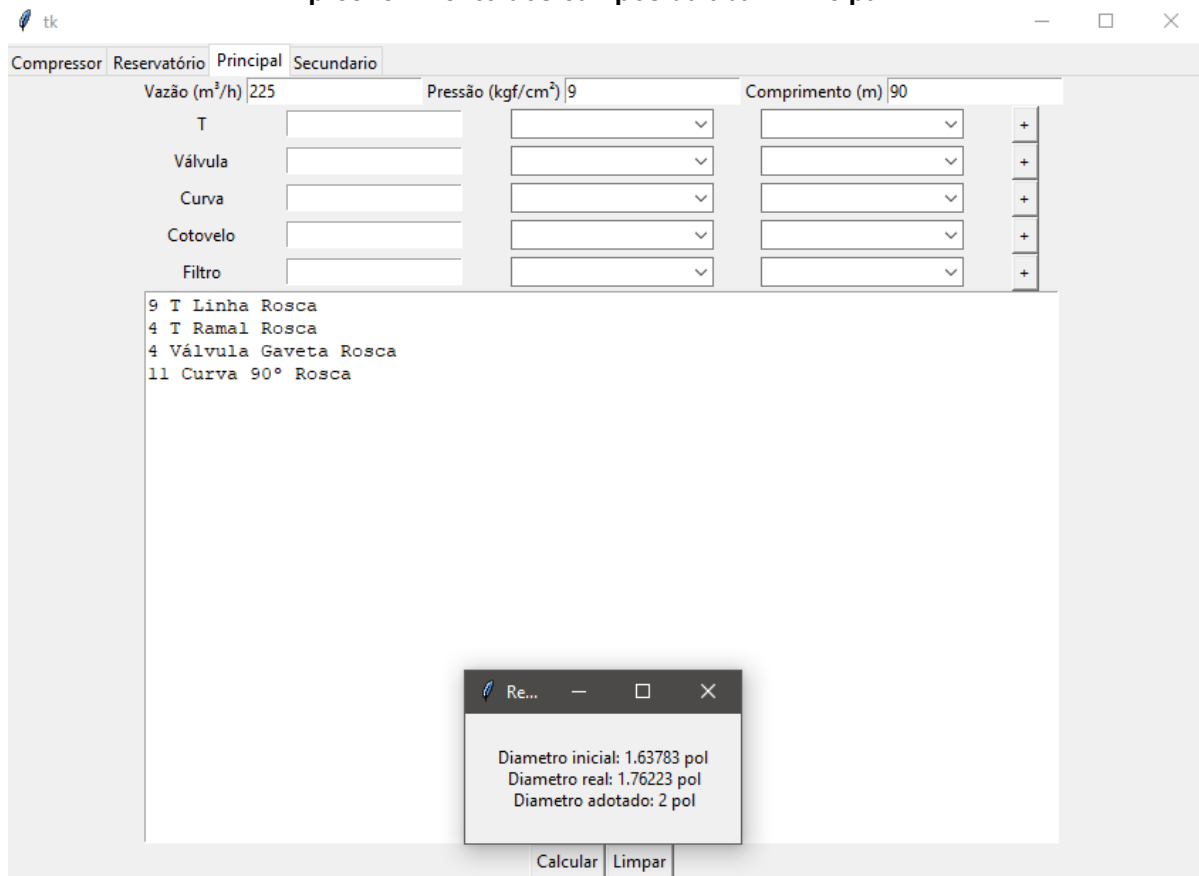 tk
Compressor Reservatório Principal Secundario
Vazão (m³/h) 225 Pressão (kgf/cm²) 9 Comprimento (m) 90
T +
Válvula +
Curva +
Cotovelo +
Filtro +
9 T Linha Rosca
4 T Ramal Rosca
4 Válvula Gaveta Rosca
11 Curva 90° Rosca
Re...
Diametro inicial: 1.63783 pol
Diametro real: 1.76223 pol
Diametro adotado: 2 pol
Calcular Limpar